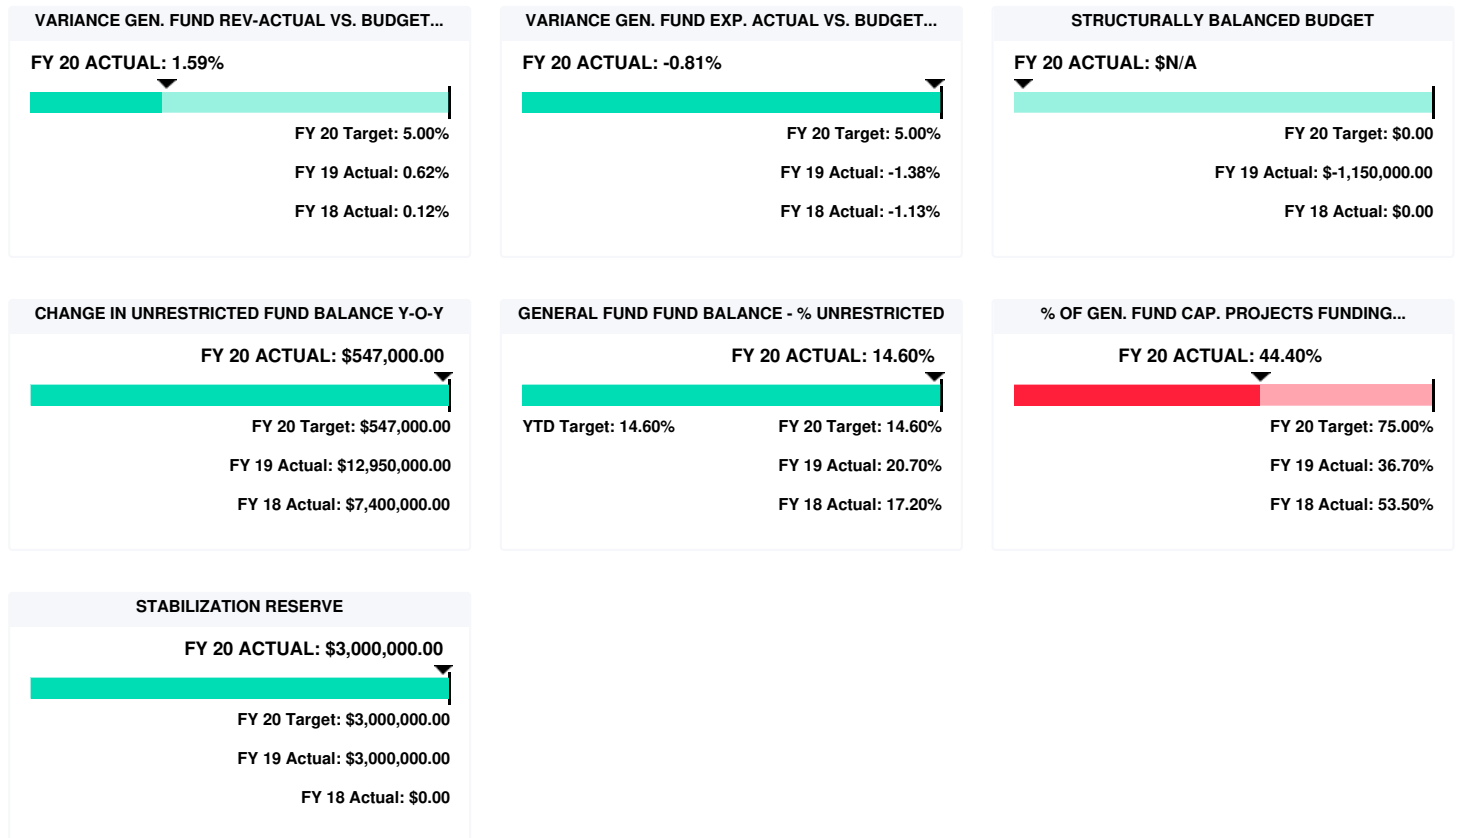 VARIANCE GEN. FUND REV-ACTUAL VS. BUDGET...
FY 20 ACTUAL: 1.59%
FY 20 Target: 5.00%
FY 19 Actual: 0.62%
FY 18 Actual: 0.12%
VARIANCE GEN. FUND EXP. ACTUAL VS. BUDGET...
FY 20 ACTUAL: -0.81%
FY 20 Target: 5.00%
FY 19 Actual: -1.38%
FY 18 Actual: -1.13%
STRUCTURALLY BALANCED BUDGET
FY 20 ACTUAL: $N/A
FY 20 Target: $0.00
FY 19 Actual: $-1,150,000.00
FY 18 Actual: $0.00
CHANGE IN UNRESTRICTED FUND BALANCE Y-O-Y
FY 20 ACTUAL: $547,000.00
FY 20 Target: $547,000.00
FY 19 Actual: $12,950,000.00
FY 18 Actual: $7,400,000.00
GENERAL FUND FUND BALANCE - % UNRESTRICTED
FY 20 ACTUAL: 14.60%
YTD Target: 14.60% FY 20 Target: 14.60%
FY 19 Actual: 20.70%
FY 18 Actual: 17.20%
% OF GEN. FUND CAP. PROJECTS FUNDING...
FY 20 ACTUAL: 44.40%
FY 20 Target: 75.00%
FY 19 Actual: 36.70%
FY 18 Actual: 53.50%
STABILIZATION RESERVE
FY 20 ACTUAL: $3,000,000.00
FY 20 Target: $3,000,000.00
FY 19 Actual: $3,000,000.00
FY 18 Actual: $0.00